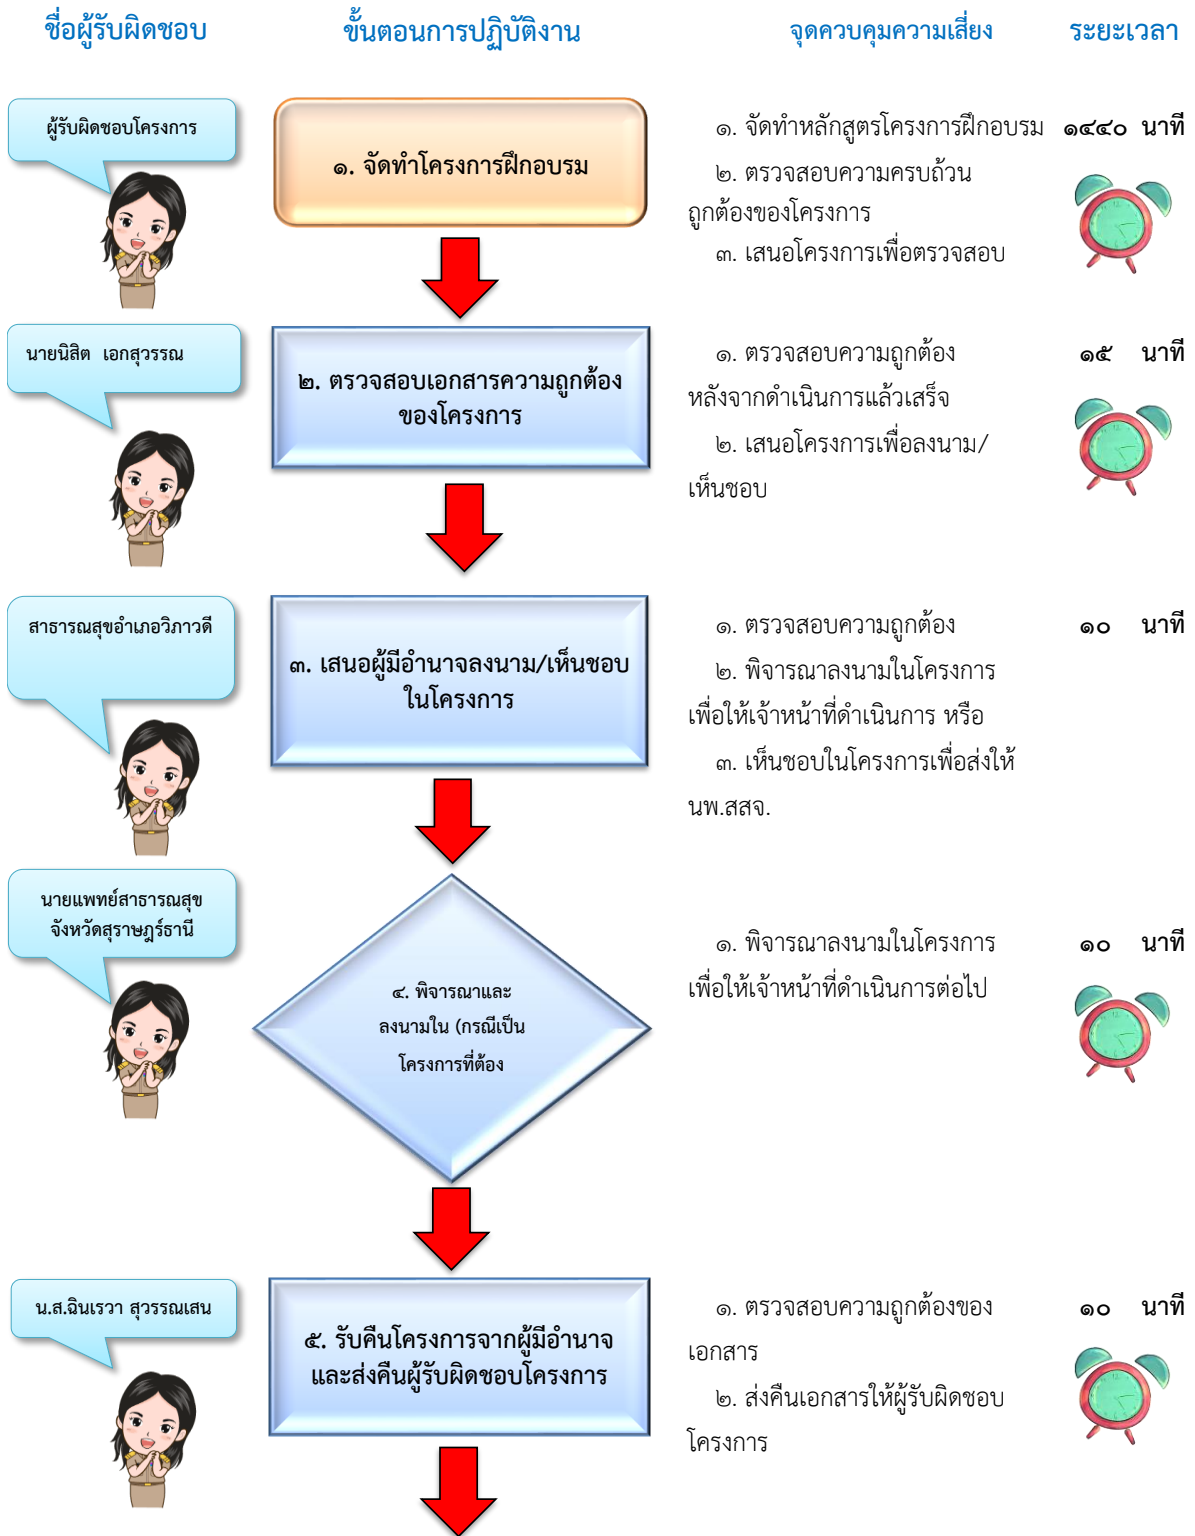 ชื่อผู้รับผิดชอบ ขั้นตอนการปฏิบัติงาน จุดควบคุมความเสี่ยง ระยะเวลา
ผู้รับผิดชอบโครงการ
๑. จัดทำโครงการฝึกอบรม
๑. จัดทำหลักสูตรโครงการฝึกอบรม ๑๔๔๐ นาที
๒. ตรวจสอบความครบถ้วน
ถูกต้องของโครงการ
๓. เสนอโครงการเพื่อตรวจสอบ
นายนิสิต เอกสุวรรณ
๒. ตรวจสอบเอกสารความถูกต้อง
ของโครงการ
๑. ตรวจสอบความถูกต้อง ๑๕ นาที
หลังจากดำเนินการแล้วเสร็จ
๒. เสนอโครงการเพื่อลงนาม/
เห็นชอบ
สาธารณสุขอำเภอวิภาวดี
๓. เสนอผู้มีอำนาจลงนาม/เห็นชอบ
ในโครงการ
๑. ตรวจสอบความถูกต้อง ๑๐ นาที
๒. พิจารณาลงนามในโครงการ
เพื่อให้เจ้าหน้าที่ดำเนินการ หรือ
๓. เห็นชอบในโครงการเพื่อส่งให้
นพ.สสจ.
นายแพทย์สาธารณสุข
จังหวัดสุราษฎร์ธานี
๔. พิจารณาและ
ลงนามใน (กรณีเป็น
โครงการที่ต้อง
๑. พิจารณาลงนามในโครงการ ๑๐ นาที
เพื่อให้เจ้าหน้าที่ดำเนินการต่อไป
น.ส.ฉินเรวา สุวรรณเสน
๕. รับคืนโครงการจากผู้มีอำนาจ
และส่งคืนผู้รับผิดชอบโครงการ
๑. ตรวจสอบความถูกต้องของ ๑๐ นาที
เอกสาร
๒. ส่งคืนเอกสารให้ผู้รับผิดชอบ
โครงการ